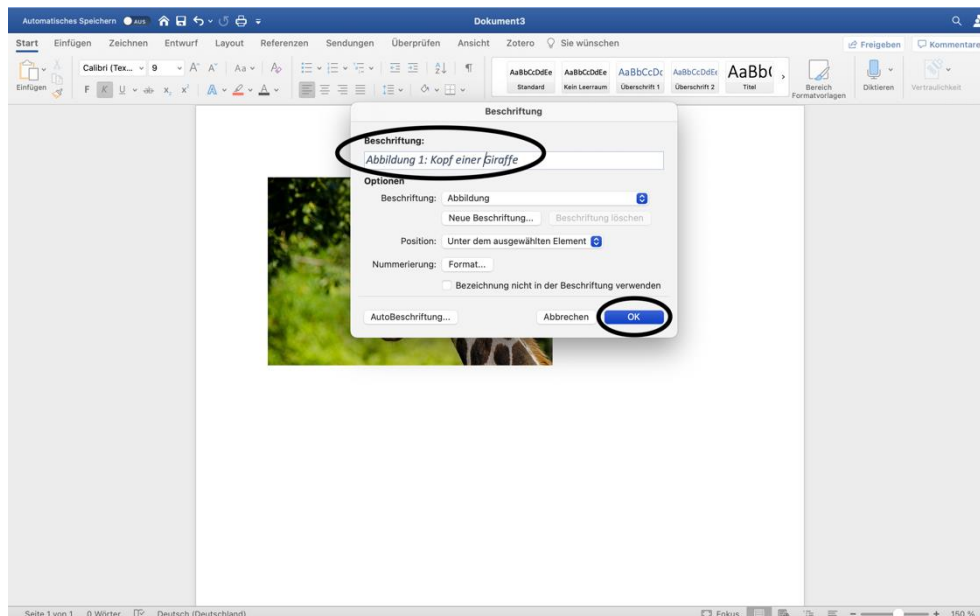 Automatisches Speichern AUS Dokument3
Start Einfügen Zeichnen Entwurf Layout Referenzen Sendungen Überprüfen Ansicht Zotero Sie wünschen Freigeben Kommentare
Calibri (Tex... 9 A A Aa A
Einfügen F K U ab x, x² A A
AaBbCcDdEe AaBbCcDdEe AaBbCcDc AaBbCcDdEe AaBb(
Standard Kein Leerraum Überschrift 1 Überschrift 2 Titel
Bereich Formatvorlagen Diktieren Vertraulichkeit
Beschriftung
Beschriftung:
Abbildung 1: Kopf einer Giraffe
Optionen
Beschriftung: Abbildung
Neue Beschriftung... Beschriftung löschen
Position: Unter dem ausgewählten Element
Nummerierung: Format...
Bezeichnung nicht in der Beschriftung verwenden
AutoBeschriftung... Abbrechen OK
Seite 1 von 1 0 Wörter Deutsch (Deutschland) Fokus 150 %